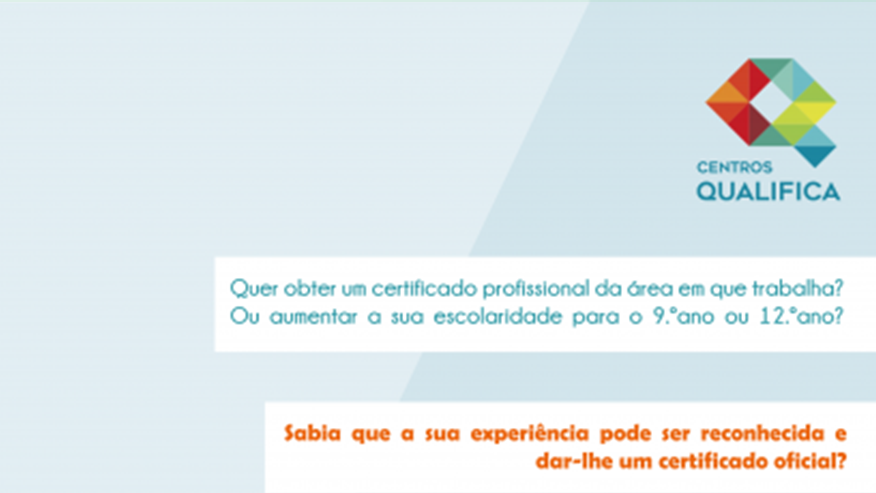 CENTROS
QUALIFICA
Quer obter um certificado profissional da área em que trabalha?
Ou aumentar a sua escolaridade para o 9.ºano ou 12.ºano?
Sabia que a sua experiência pode ser reconhecida e
dar-lhe um certificado oficial?